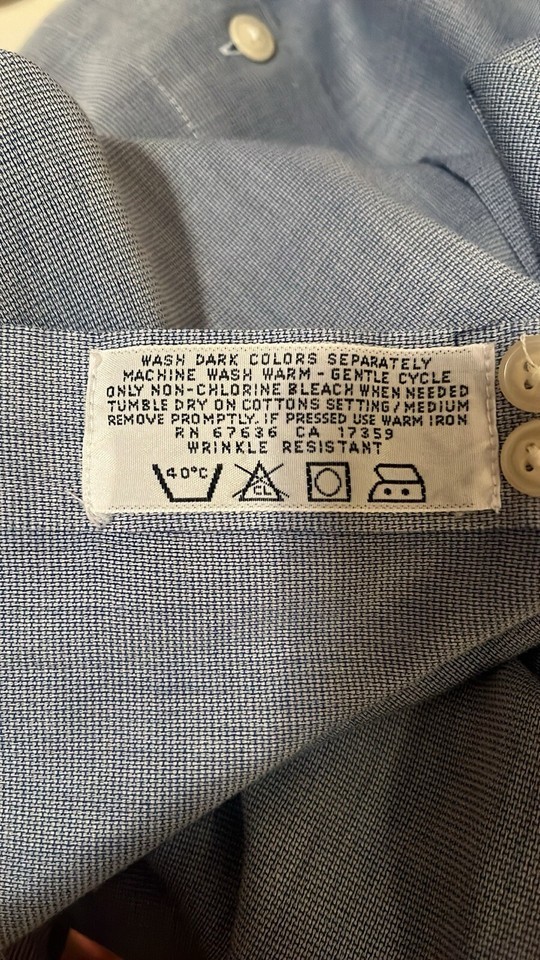 WASH DARK COLORS SEPARATELY
MACHINE WASH WARM - GENTLE CYCLE
ONLY NON-CHLORINE BLEACH WHEN NEEDED
TUMBLE DRY ON COTTONS SETTING/MEDIUM
REMOVE PROMPTLY. IF PRESSED USE WARM IRON
RN 67636 CA 17359
WRINKLE RESISTANT
40°C CL